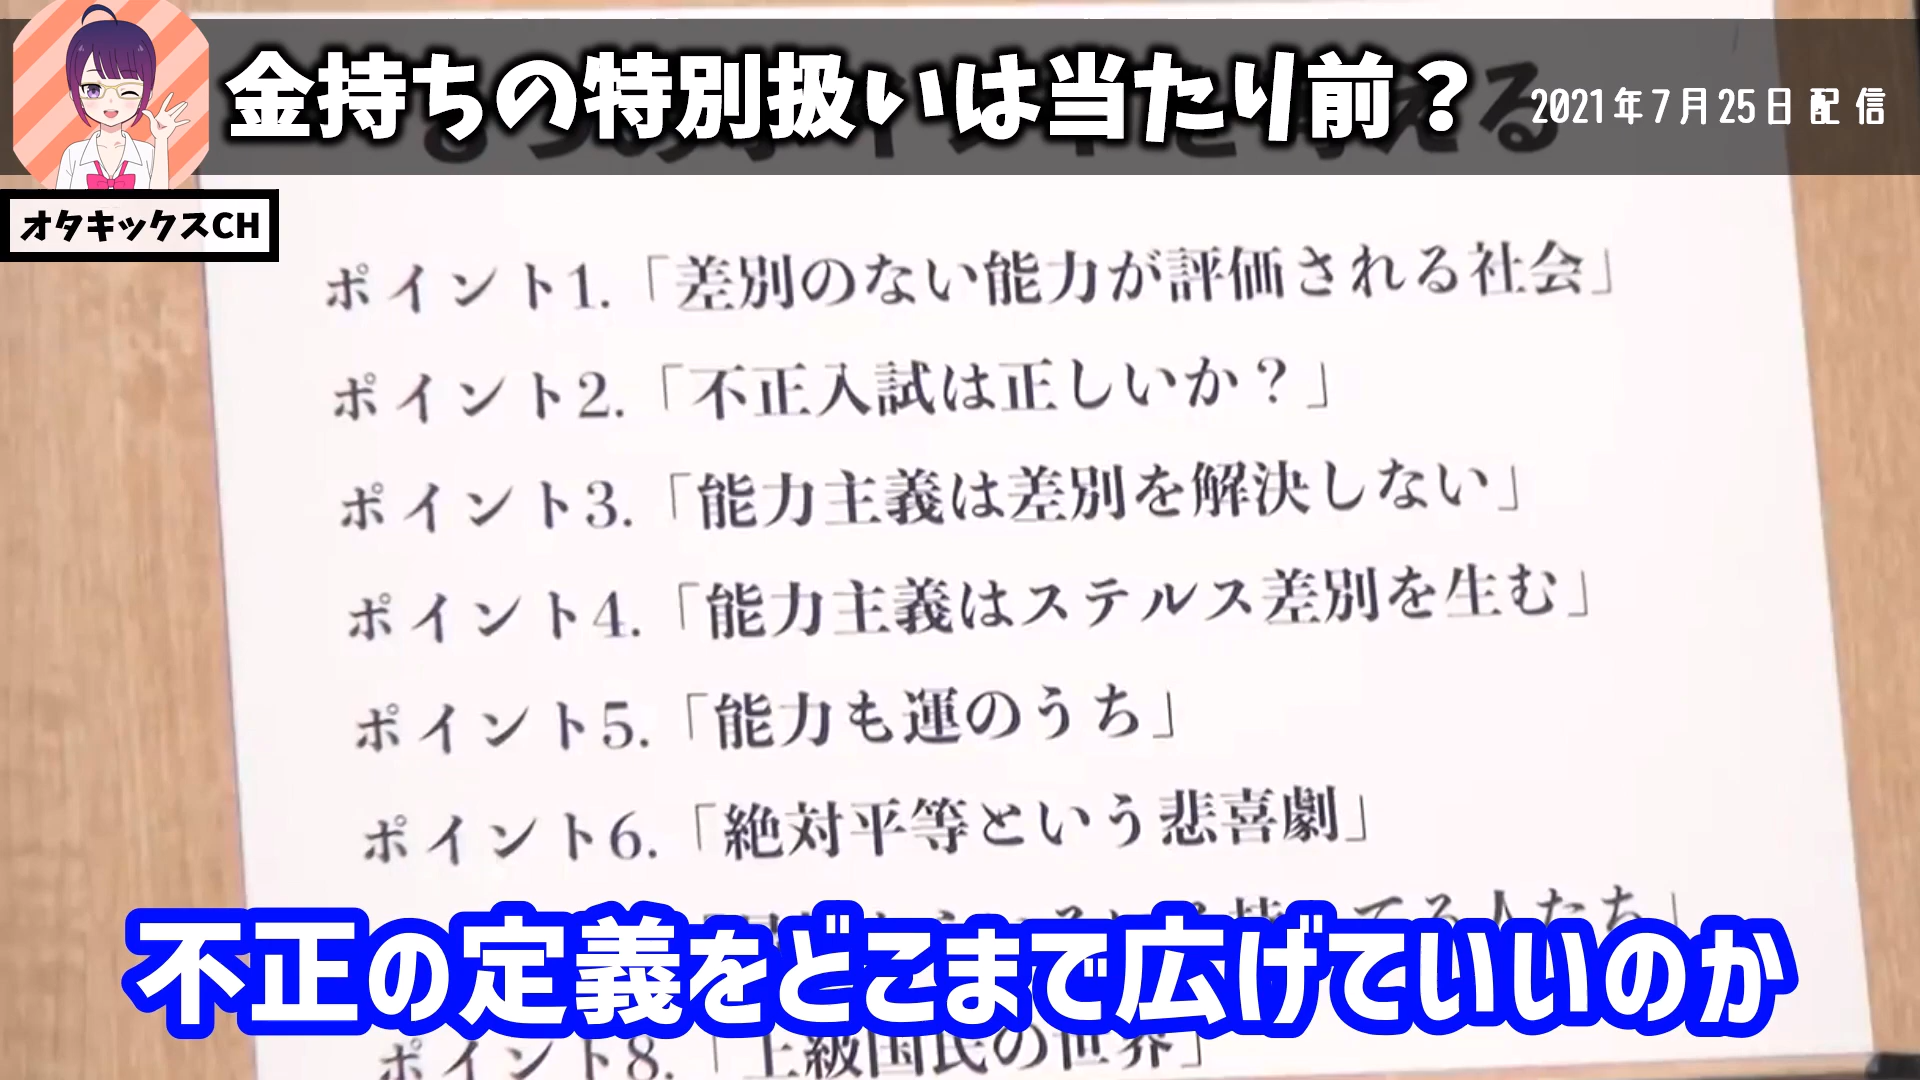 金持ちの特別扱いは当たり前？
2021年7月25日配信
オタキックスCH
ポイント1.「差別のない能力が評価される社会」
ポイント2.「不正入試は正しいか？」
ポイント3.「能力主義は差別を解決しない」
ポイント4.「能力主義はステルス差別を生む」
ポイント5.「能力も運のうち」
ポイント6.「絶対平等という悲喜劇」
不正の定義をどこまで広げていいのか
ポイント8.「上級国民の世界」